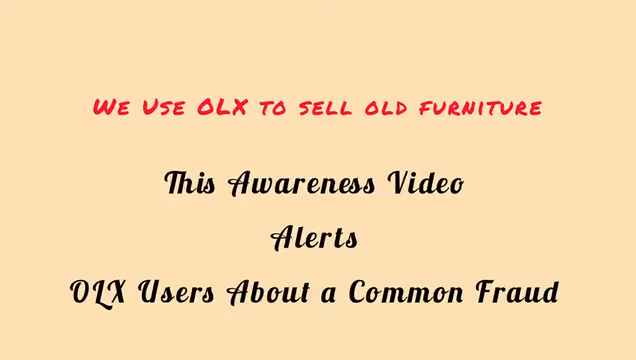 We Use OLX to sell old furniture
This Awareness Video
Alerts
OLX Users About a Common Fraud